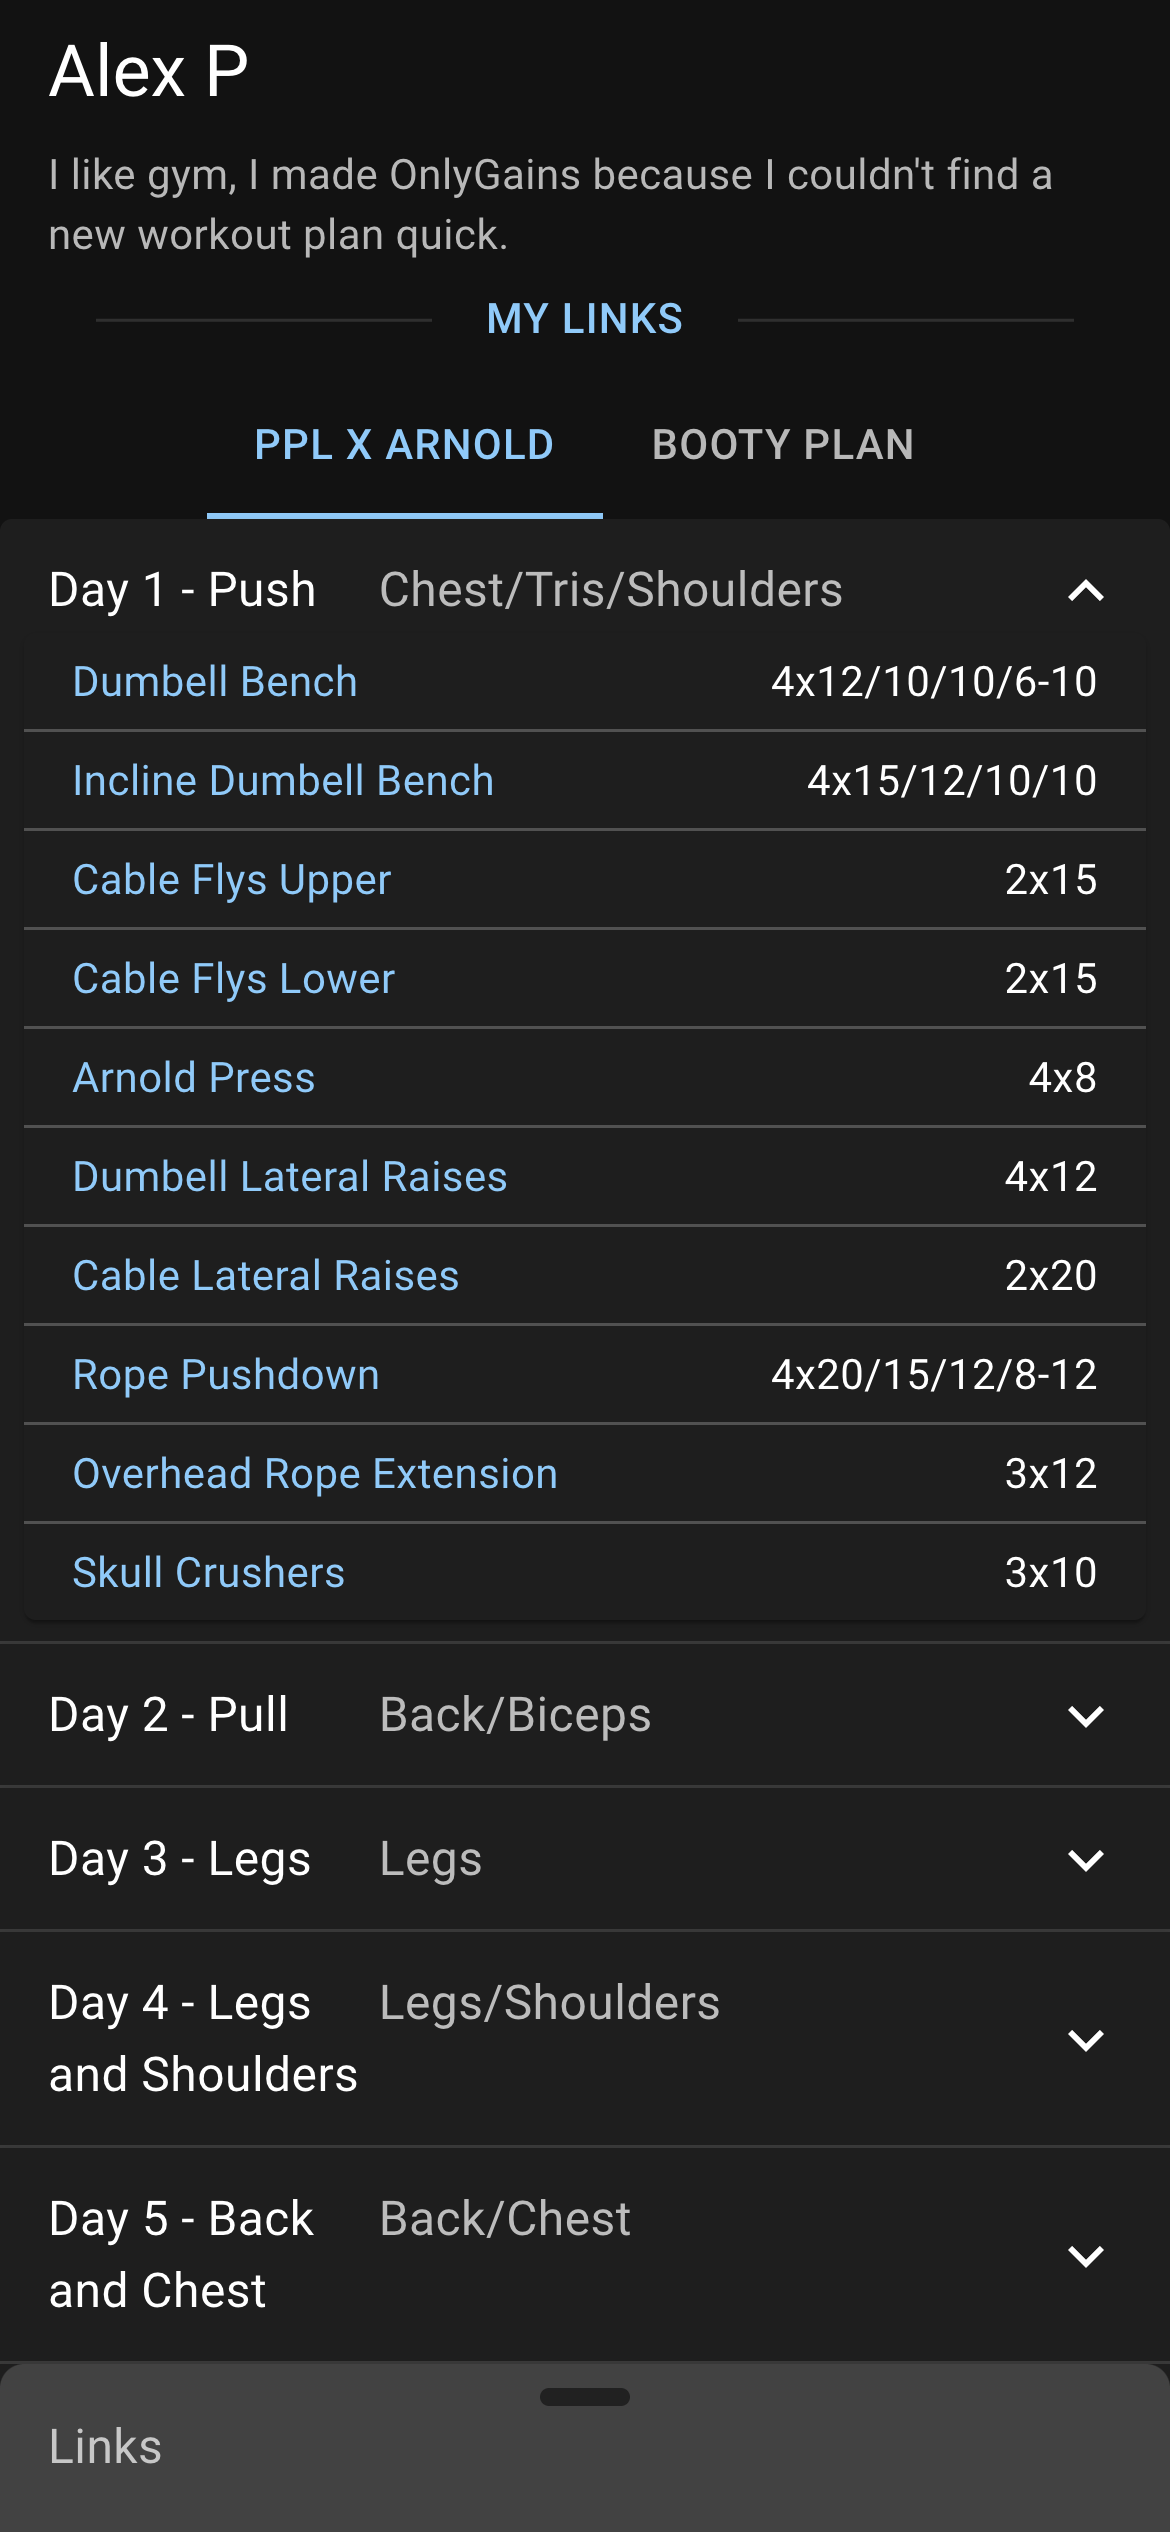 Alex P
I like gym, I made OnlyGains because I couldn't find a
new workout plan quick.
MY LINKS
PPL X ARNOLD BOOTY PLAN
Day 1 - Push Chest/Tris/Shoulders
Dumbell Bench 4x12/10/10/6-10
Incline Dumbell Bench 4x15/12/10/10
Cable Flys Upper 2x15
Cable Flys Lower 2x15
Arnold Press 4x8
Dumbell Lateral Raises 4x12
Cable Lateral Raises 2x20
Rope Pushdown 4x20/15/12/8-12
Overhead Rope Extension 3x12
Skull Crushers 3x10
Day 2 - Pull Back/Biceps
Day 3 - Legs Legs
Day 4 - Legs Legs/Shoulders
and Shoulders
Day 5 - Back Back/Chest
and Chest
Links